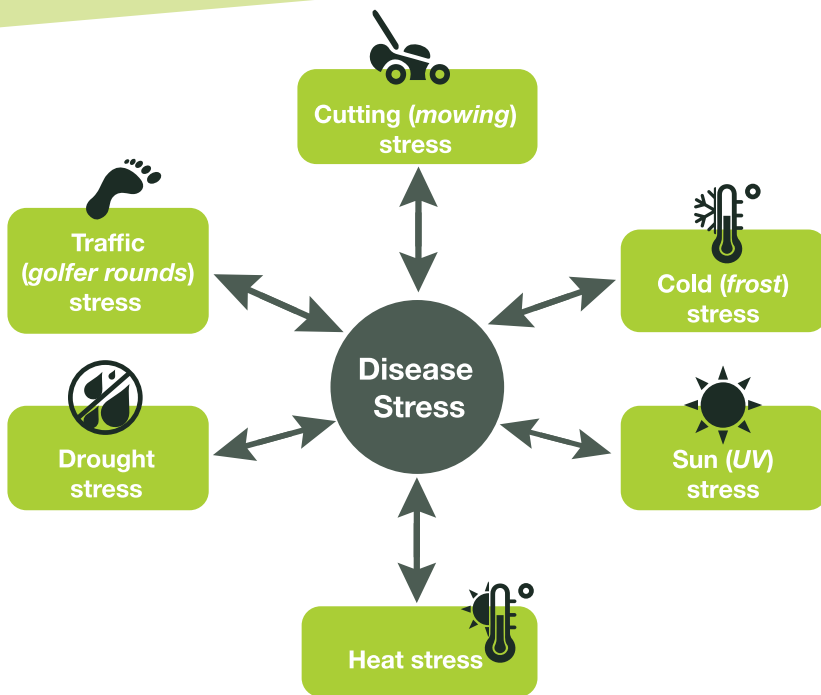 Cutting (mowing)
stress
Traffic
(golfer rounds)
stress
Cold (frost)
stress
Disease
Stress
Drought
stress
Sun (UV)
stress
Heat stress